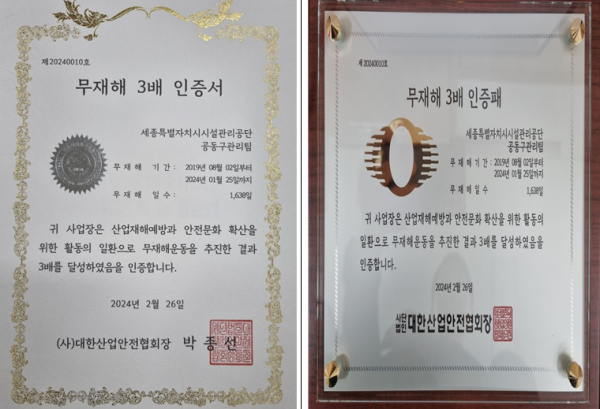 제20240010호
무재해 3배 인증서
세종특별자치시시설관리공단
공동구관리팀
무 재 해 기 간 : 2019년 08월 02일부터
2024년 01월 25일까지
무 재 해 일 수 : 1,638일
귀 사업장은 산업재해예방과 안전문화 확산을
위한 활동의 일환으로 무재해운동을 추진한 결과
3배를 달성하였음을 인증합니다.
2024년 2월 26일
(사)대한산업안전협회장 박 종 선
제20240010호
무재해 3배 인증패
세종특별자치시시설관리공단
공동구관리팀
무 재 해 기 간 : 2019년 08월 02일부터
2024년 01월 25일까지
무 재 해 일 수 1,638일
귀 사업장은 산업재해예방과 안전문화 확산을 위한 활동의
일환으로 무재해운동을 추진한 결과 3배를 달성하였음을
인증합니다.
2024년 2월 26일
사단법인 대한산업안전협회장